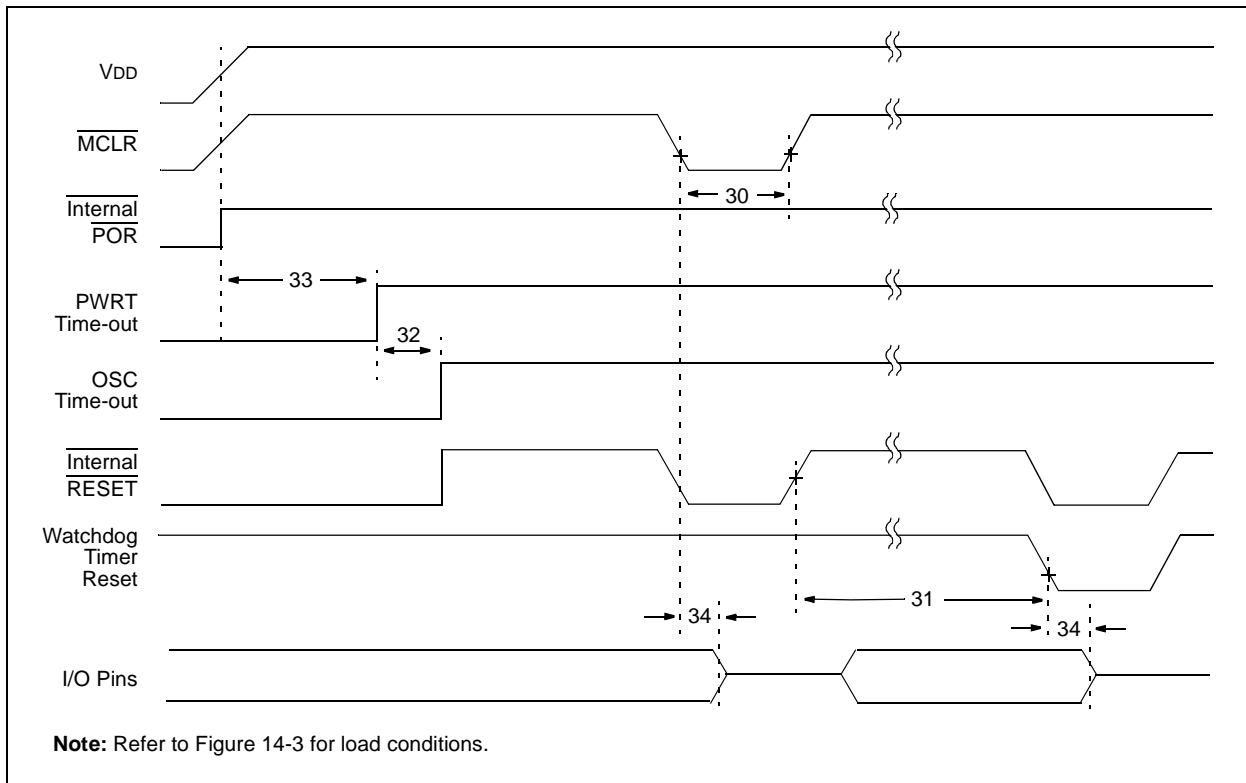 VDD
MCLR
30
Internal
POR
33
PWRT
Time-out
32
OSC
Time-out
Internal
RESET
Watchdog
Timer
Reset
31
34
34
I/O Pins
Note: Refer to Figure 14-3 for load conditions.